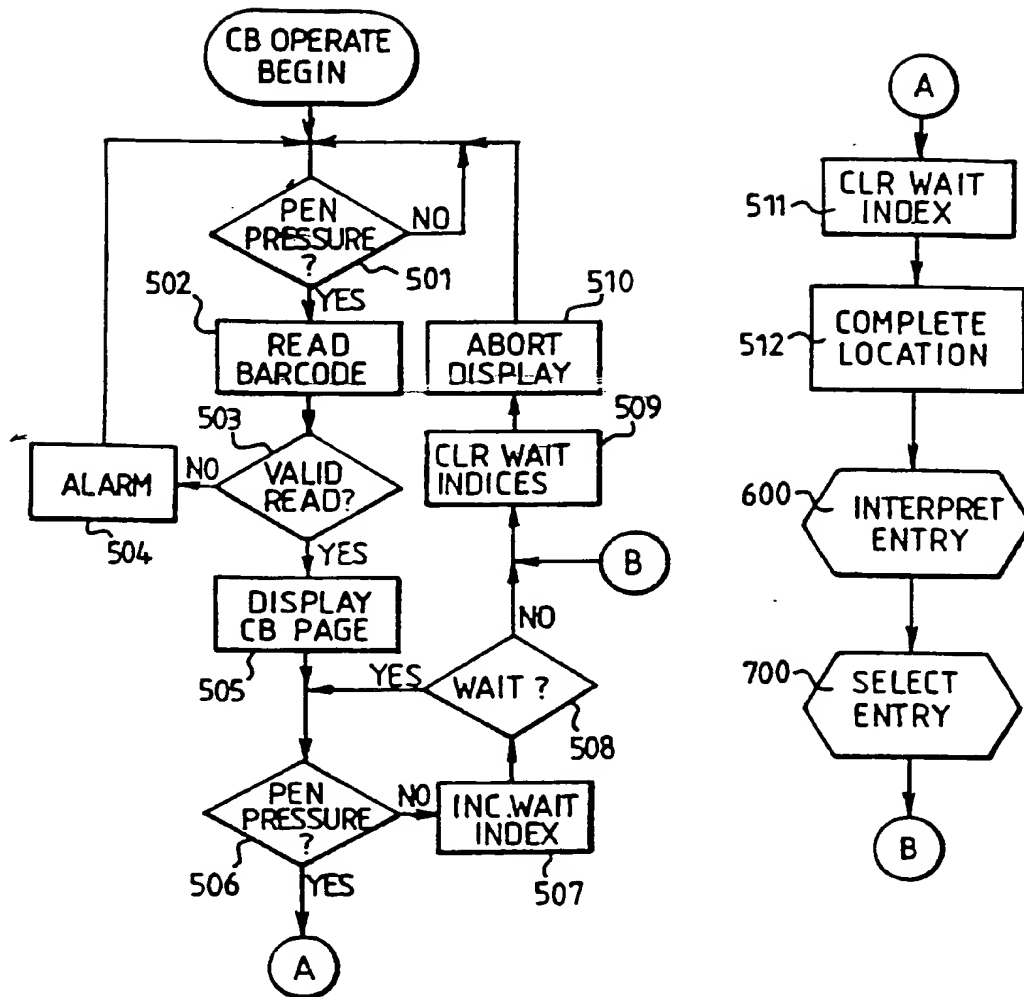 CB OPERATE
BEGIN
PEN
PRESSURE
?
NO
501
YES
502
READ
BARCODE
503
VALID
READ?
NO
ALARM
504
YES
DISPLAY
CB PAGE
505
PEN
PRESSURE
?
506
NO
YES
A
INC.WAIT
INDEX
507
WAIT ?
508
YES
NO
B
CLR WAIT
INDICES
509
ABORT
DISPLAY
510
A
CLR WAIT
INDEX
511
COMPLETE
LOCATION
512
INTERPRET
ENTRY
600
SELECT
ENTRY
700
B